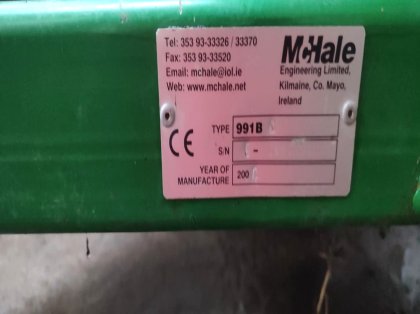 Tel: 353 93-33326 / 33370
Fax: 353 93-33520
Email: mchale@iol.ie
Web: www.mchale.net
McHale
Engineering Limited,
Kilmaine, Co. Mayo,
Ireland
CE
TYPE 991B
S/N -
YEAR OF
MANUFACTURE 200